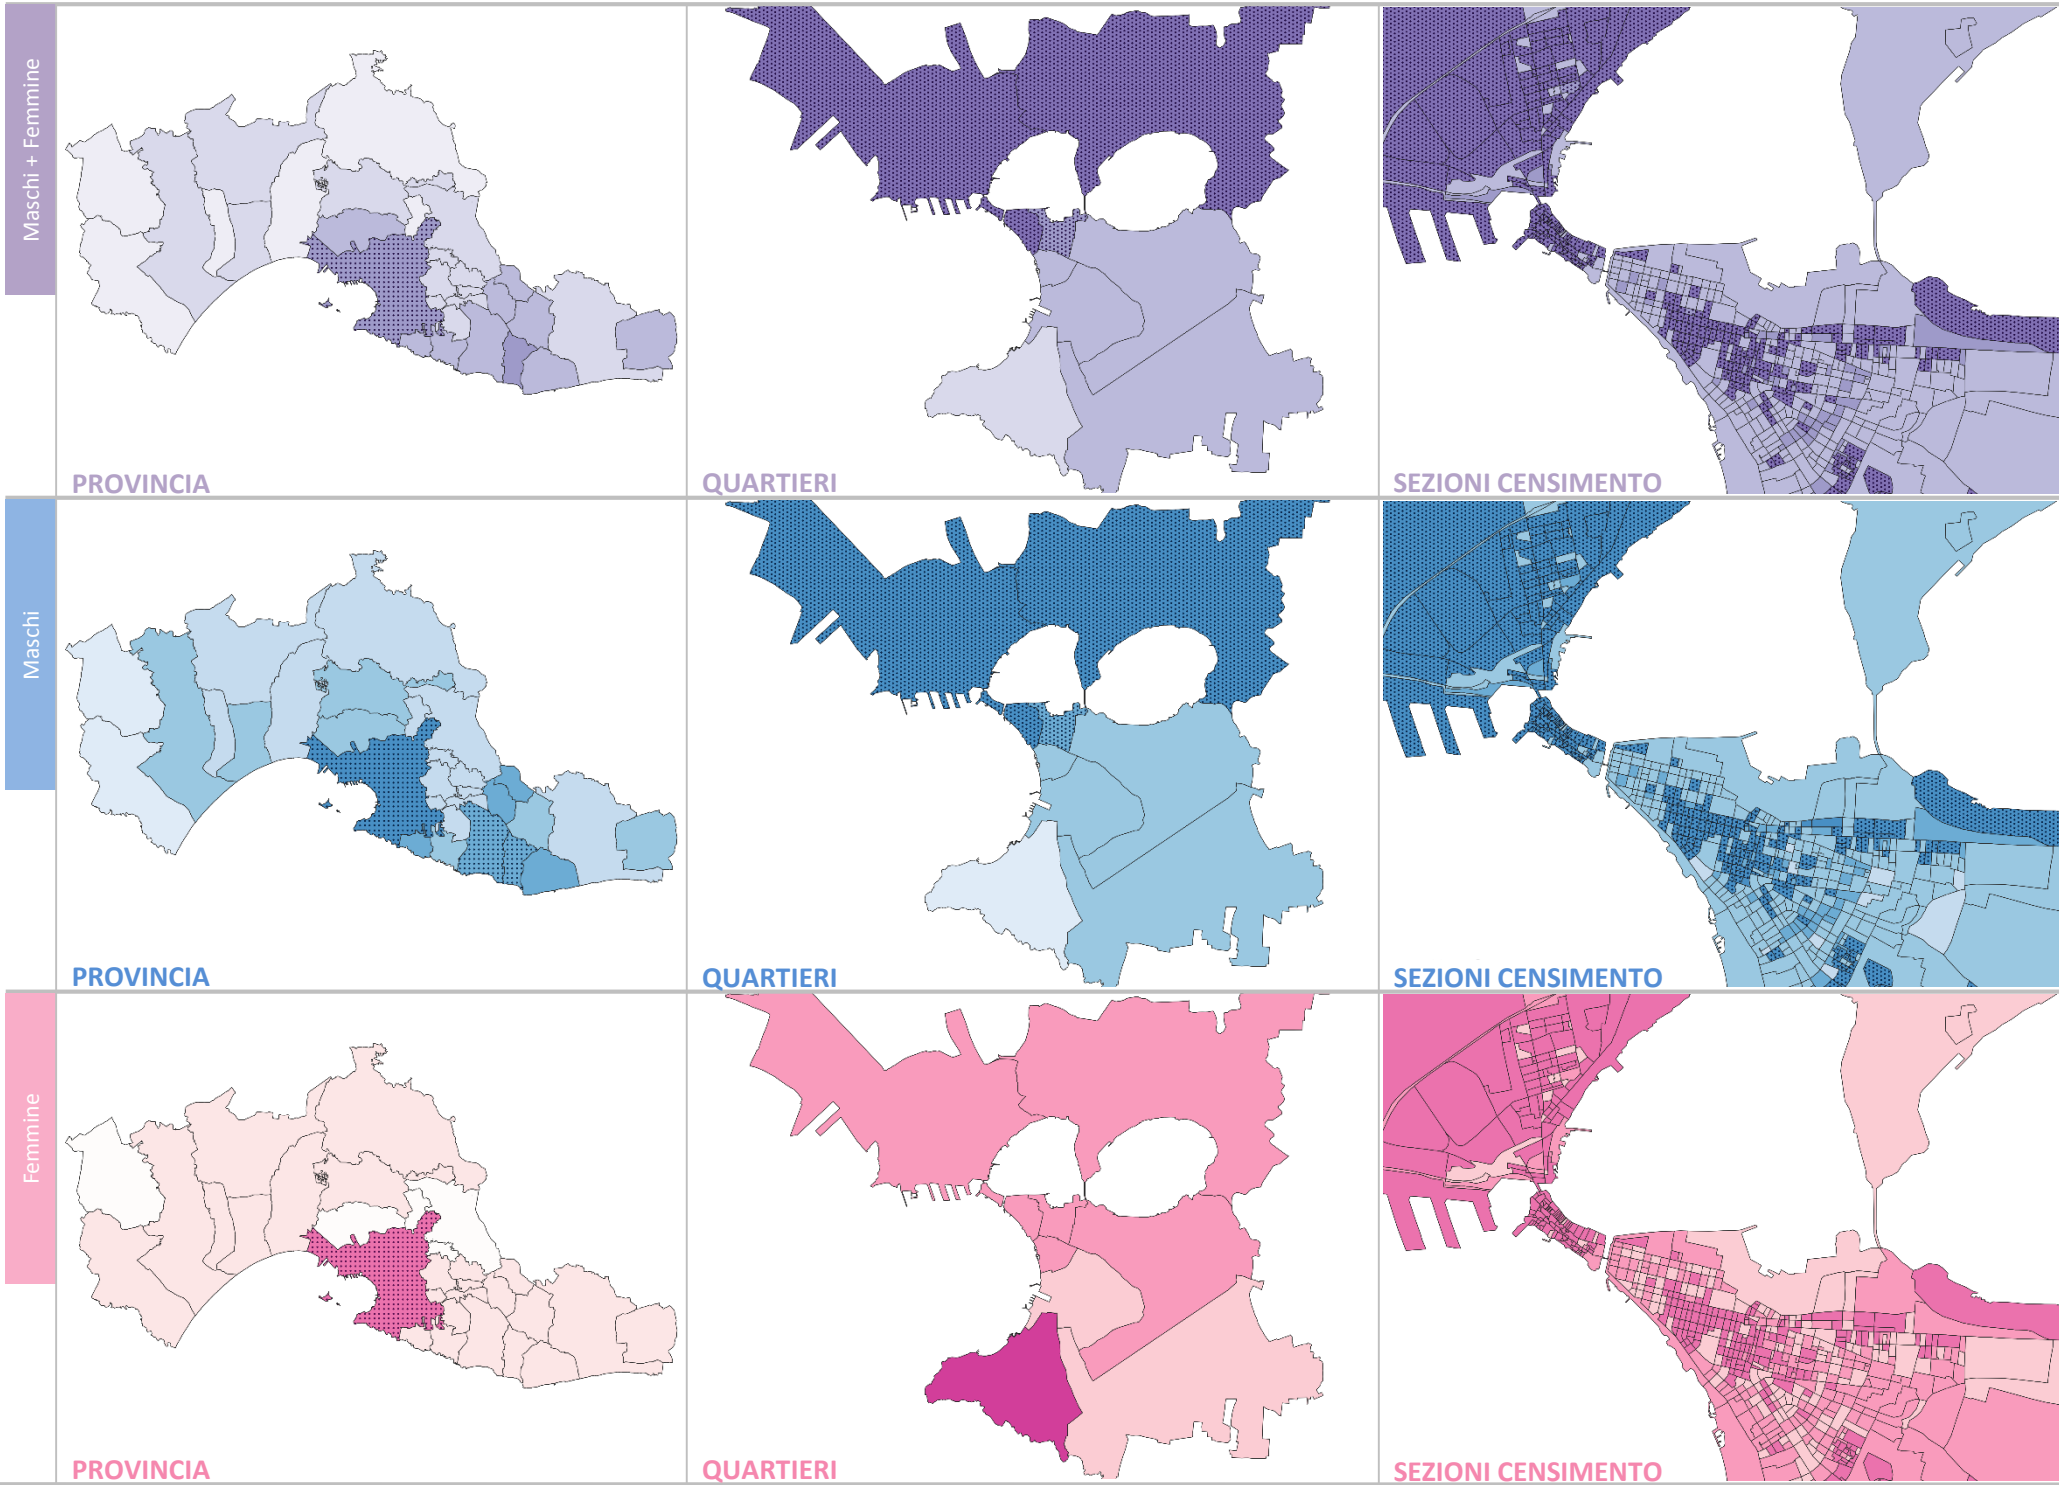 Maschi + Femmine
PROVINCIA
QUARTIERI
SEZIONI CENSIMENTO
Maschi
PROVINCIA
QUARTIERI
SEZIONI CENSIMENTO
Femmine
PROVINCIA
QUARTIERI
SEZIONI CENSIMENTO